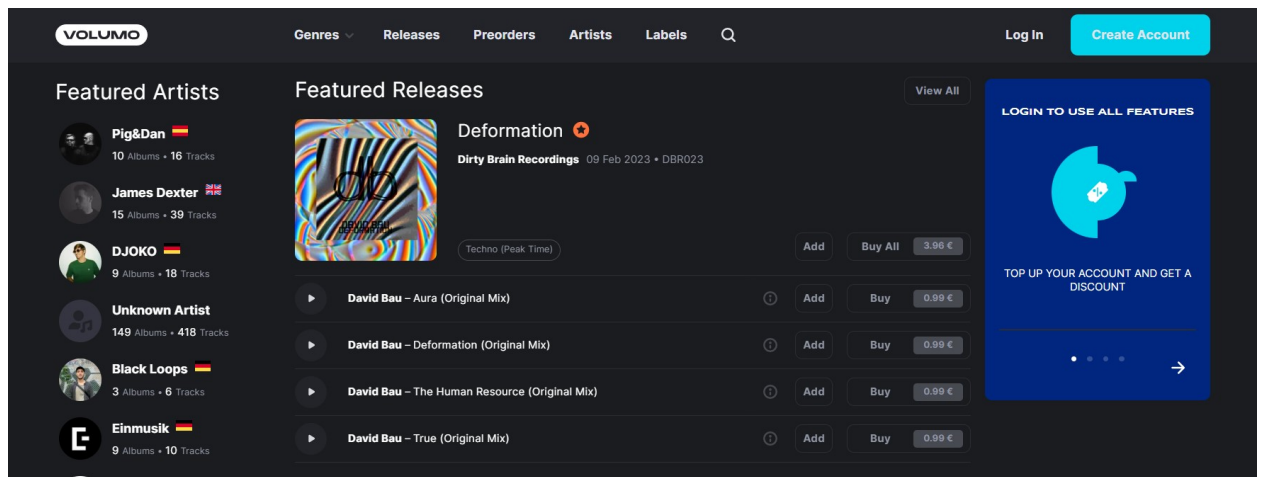 VOLUMO
Genres Releases Preorders Artists Labels
Log In
Create Account
Featured Artists
Pig&Dan
10 Albums • 16 Tracks
James Dexter
15 Albums • 39 Tracks
DJOKO
9 Albums • 18 Tracks
Unknown Artist
149 Albums • 418 Tracks
Black Loops
3 Albums • 6 Tracks
Einmusik
9 Albums • 10 Tracks
Featured Releases
View All
db
DAVID BAU
DEFORMATION
Deformation
Dirty Brain Recordings 09 Feb 2023 • DBR023
Techno (Peak Time)
Add Buy All 3.96 €
David Bau – Aura (Original Mix) Add Buy 0.99 €
David Bau – Deformation (Original Mix) Add Buy 0.99 €
David Bau – The Human Resource (Original Mix) Add Buy 0.99 €
David Bau – True (Original Mix) Add Buy 0.99 €
LOGIN TO USE ALL FEATURES
TOP UP YOUR ACCOUNT AND GET A
DISCOUNT